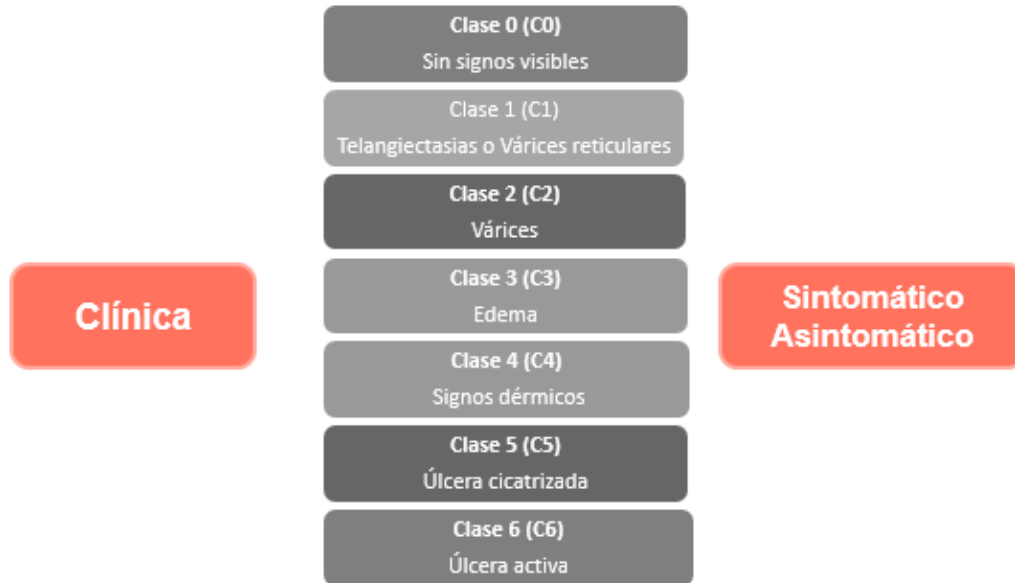 Clínica
Clase 0 (C0)
Sin signos visibles
Clase 1 (C1)
Telangiectasias o Várices reticulares
Clase 2 (C2)
Várices
Clase 3 (C3)
Edema
Clase 4 (C4)
Signos dérmicos
Clase 5 (C5)
Úlcera cicatrizada
Clase 6 (C6)
Úlcera activa
Sintomático
Asintomático